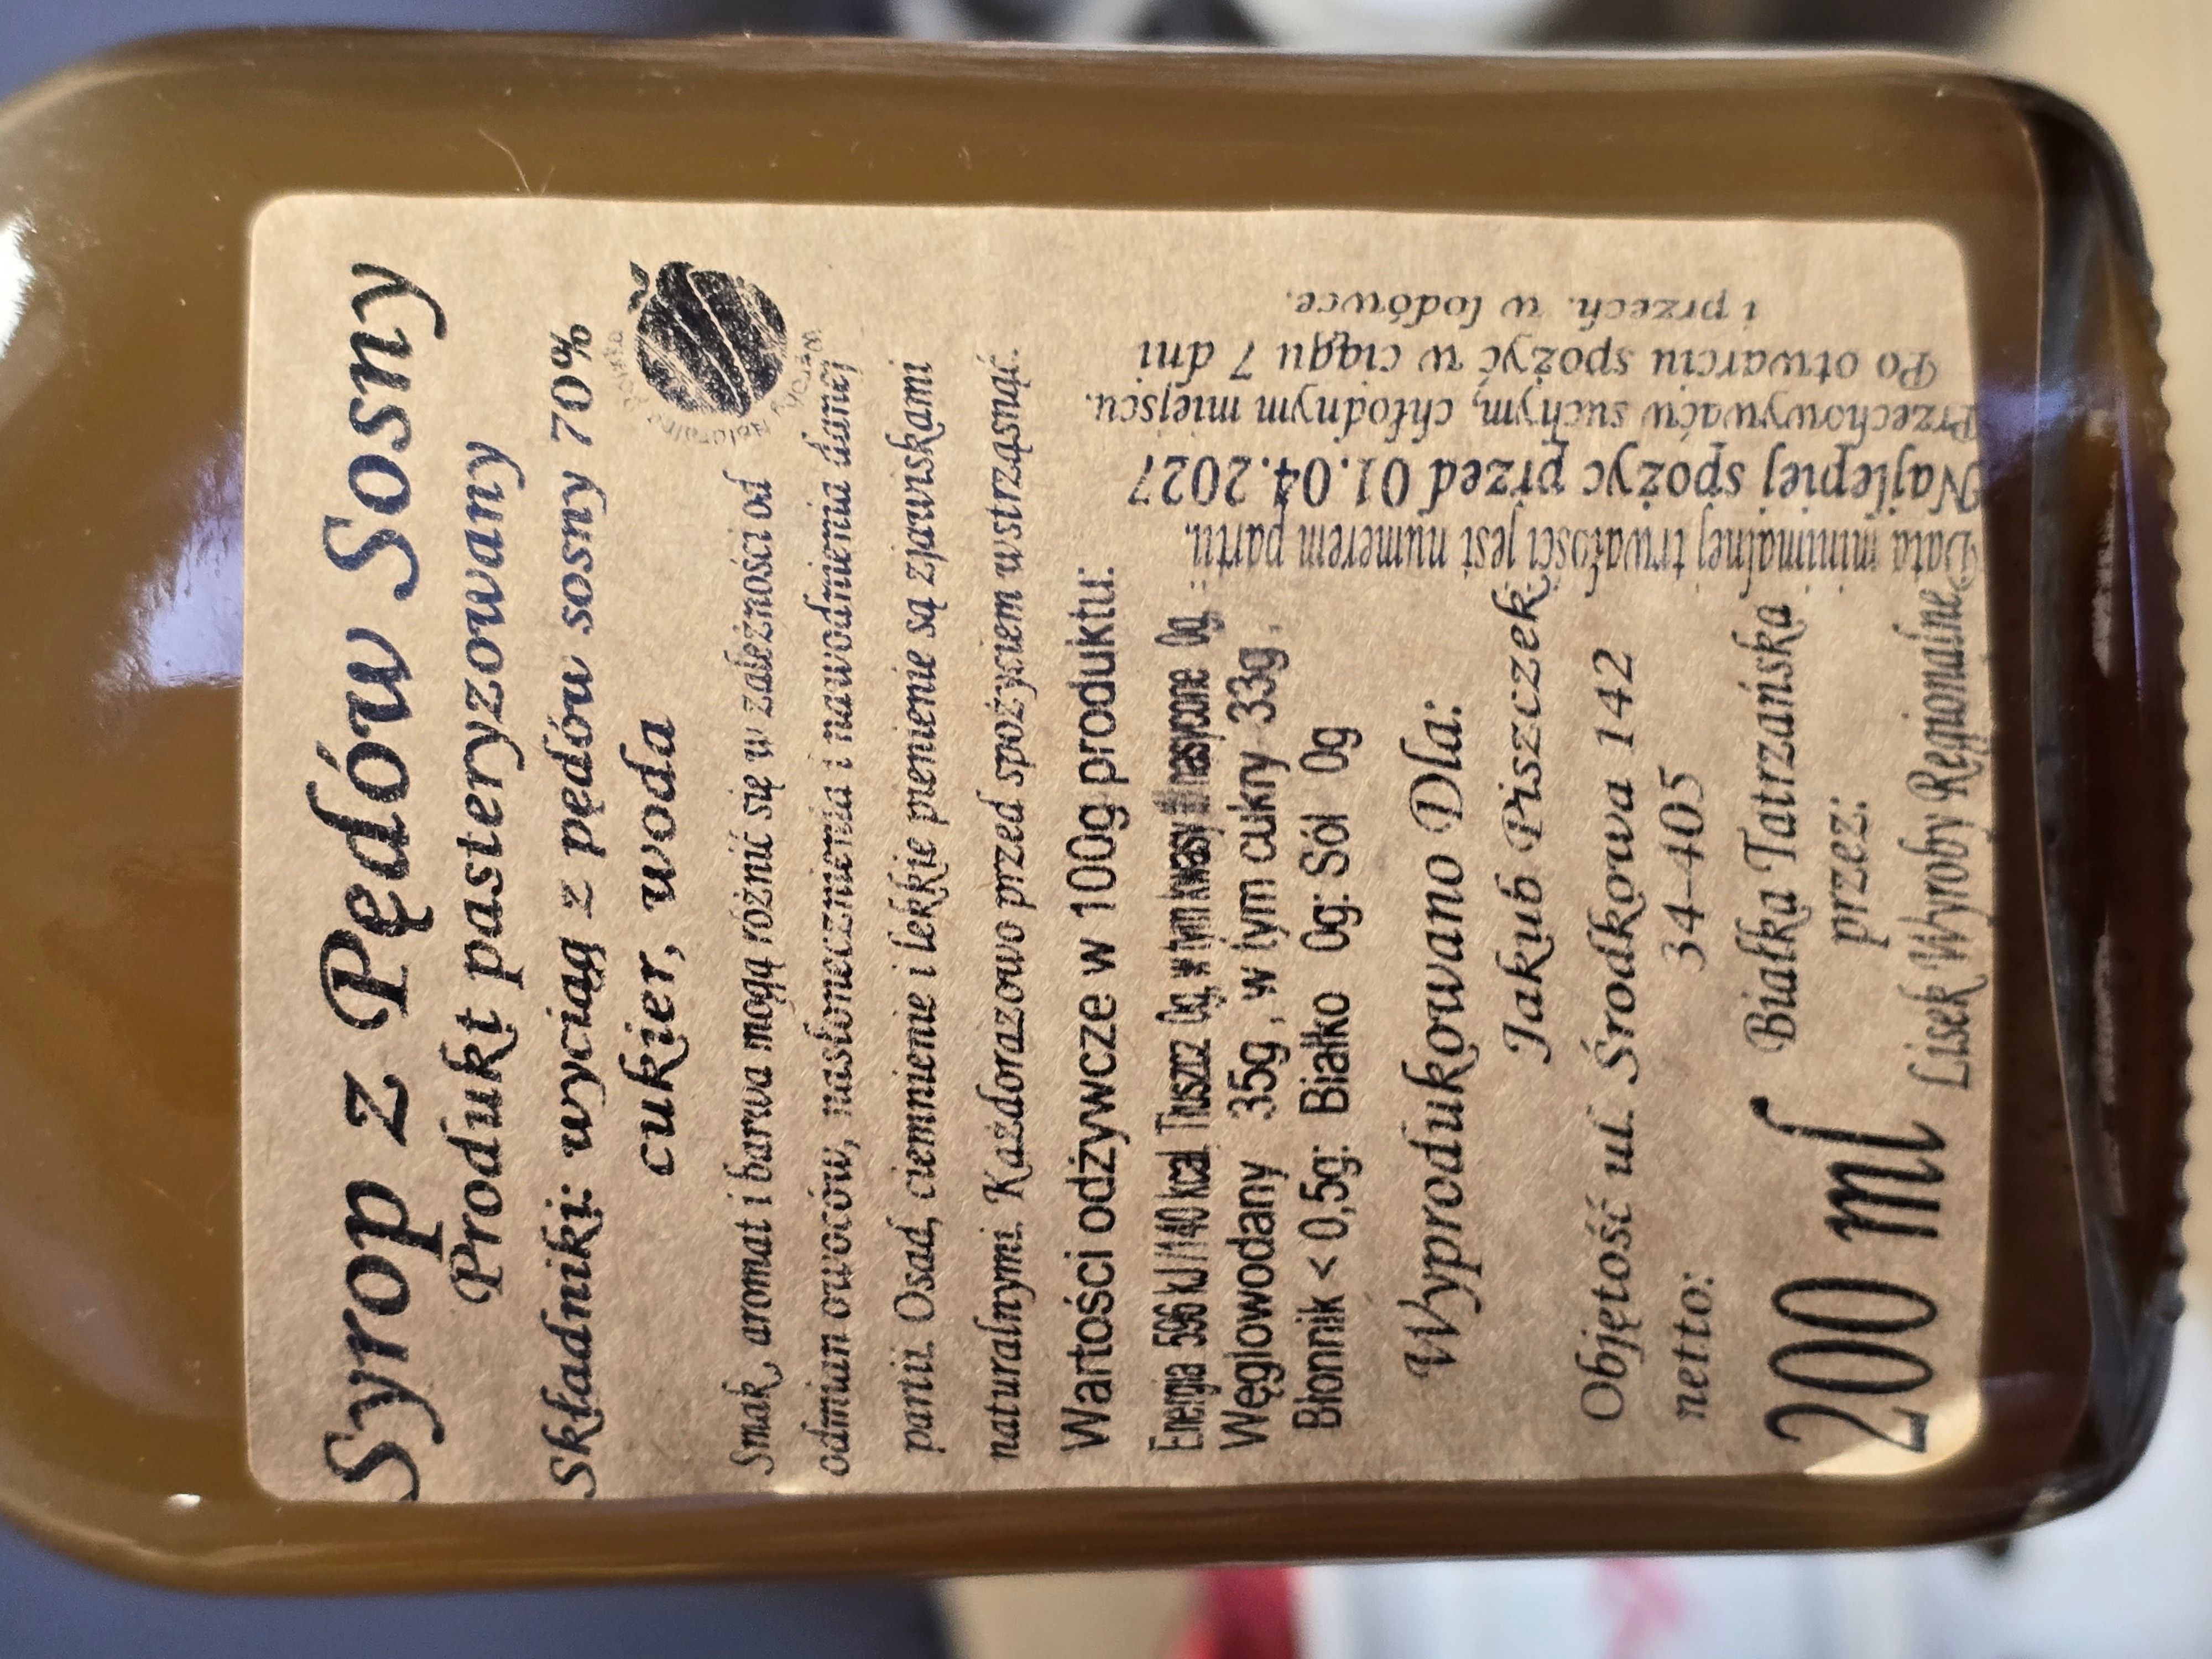 Syrop z Pędów Sosny
Produkt pasteryzowany
Składniki: wyciąg z pędów sosny 70%
cukier, woda
Smak, aromat i barwa mogą różnić się w zależności od
odmian owoców, nasłonecznienia i nawodnienia danej
partii. Osad, ciemnienie i lekkie pienienie są zjawiskami
naturalnymi. Każdorazowo przed spożyciem wstrząsnąć.
Wartości odżywcze w 100g produktu:
Energia 596 kJ/140 kcal Tłuszcz 0g, w tym kwasy nasycone 0g
Węglowodany 35g, w tym cukry 33g,
Błonnik < 0,5g: Białko 0g: Sól 0g
Wyprodukowano Dla:
Jakub Piszczek
ul. Środkowa 142
34-405
Białka Tatrzańska
przez:
Lisek Wyroby Regionalne
Objętość
netto:
200 ml
Data minimalnej trwałości jest numerem partii.
Najlepiej spożyc przed 01.04.2027
Przechowywaćw suchym, chłodnym miejscu.
Po otwarciu spożyć w ciągu 7 dni
i przech. w lodówce.